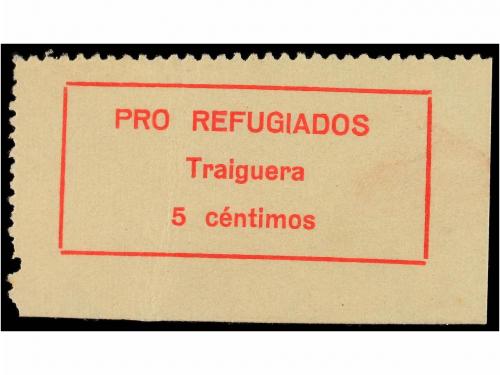 PRO REFUGIADOS
Traiguera
5 céntimos